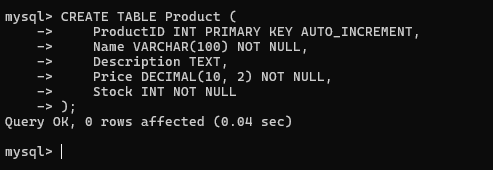 mysql> CREATE TABLE Product (
    ->     ProductID INT PRIMARY KEY AUTO_INCREMENT,
    ->     Name VARCHAR(100) NOT NULL,
    ->     Description TEXT,
    ->     Price DECIMAL(10, 2) NOT NULL,
    ->     Stock INT NOT NULL
    -> );
Query OK, 0 rows affected (0.04 sec)

mysql>